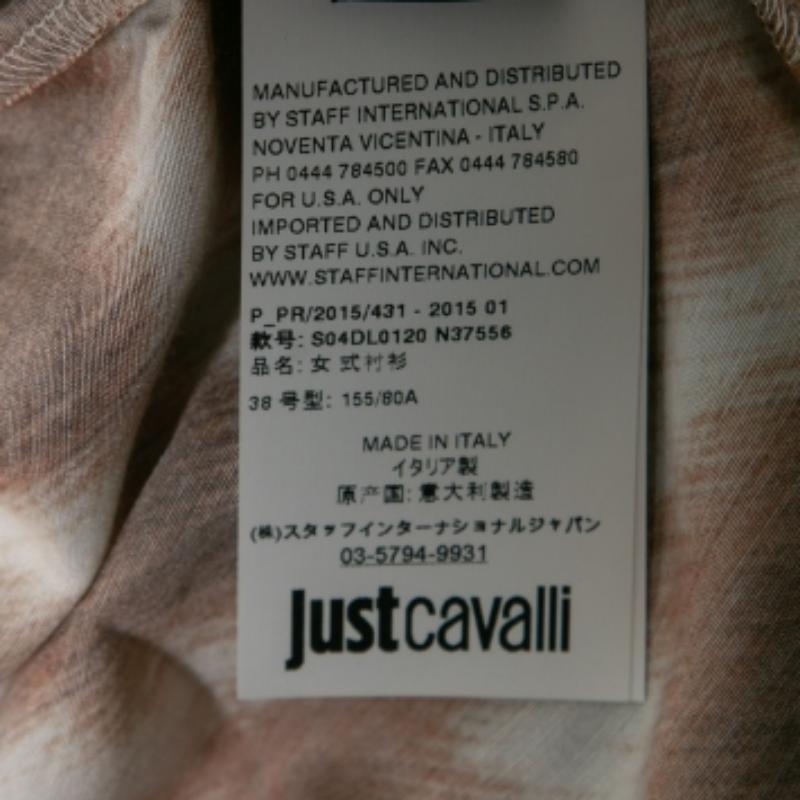 MANUFACTURED AND DISTRIBUTED
BY STAFF INTERNATIONAL S.P.A.
NOVENTA VICENTINA - ITALY
PH 0444 784500 FAX 0444 784580
FOR U.S.A. ONLY
IMPORTED AND DISTRIBUTED
BY STAFF U.S.A. INC.
WWW.STAFFINTERNATIONAL.COM
P_PR/2015/431 - 2015 01
款号: S04DL0120 N37556
品名: 女 式衬衫
38 号型: 155/80A
MADE IN ITALY
イタリア製
原产国: 意大利製造
(株)スタッフインターナショナルジャパン
03-5794-9931
justcavalli